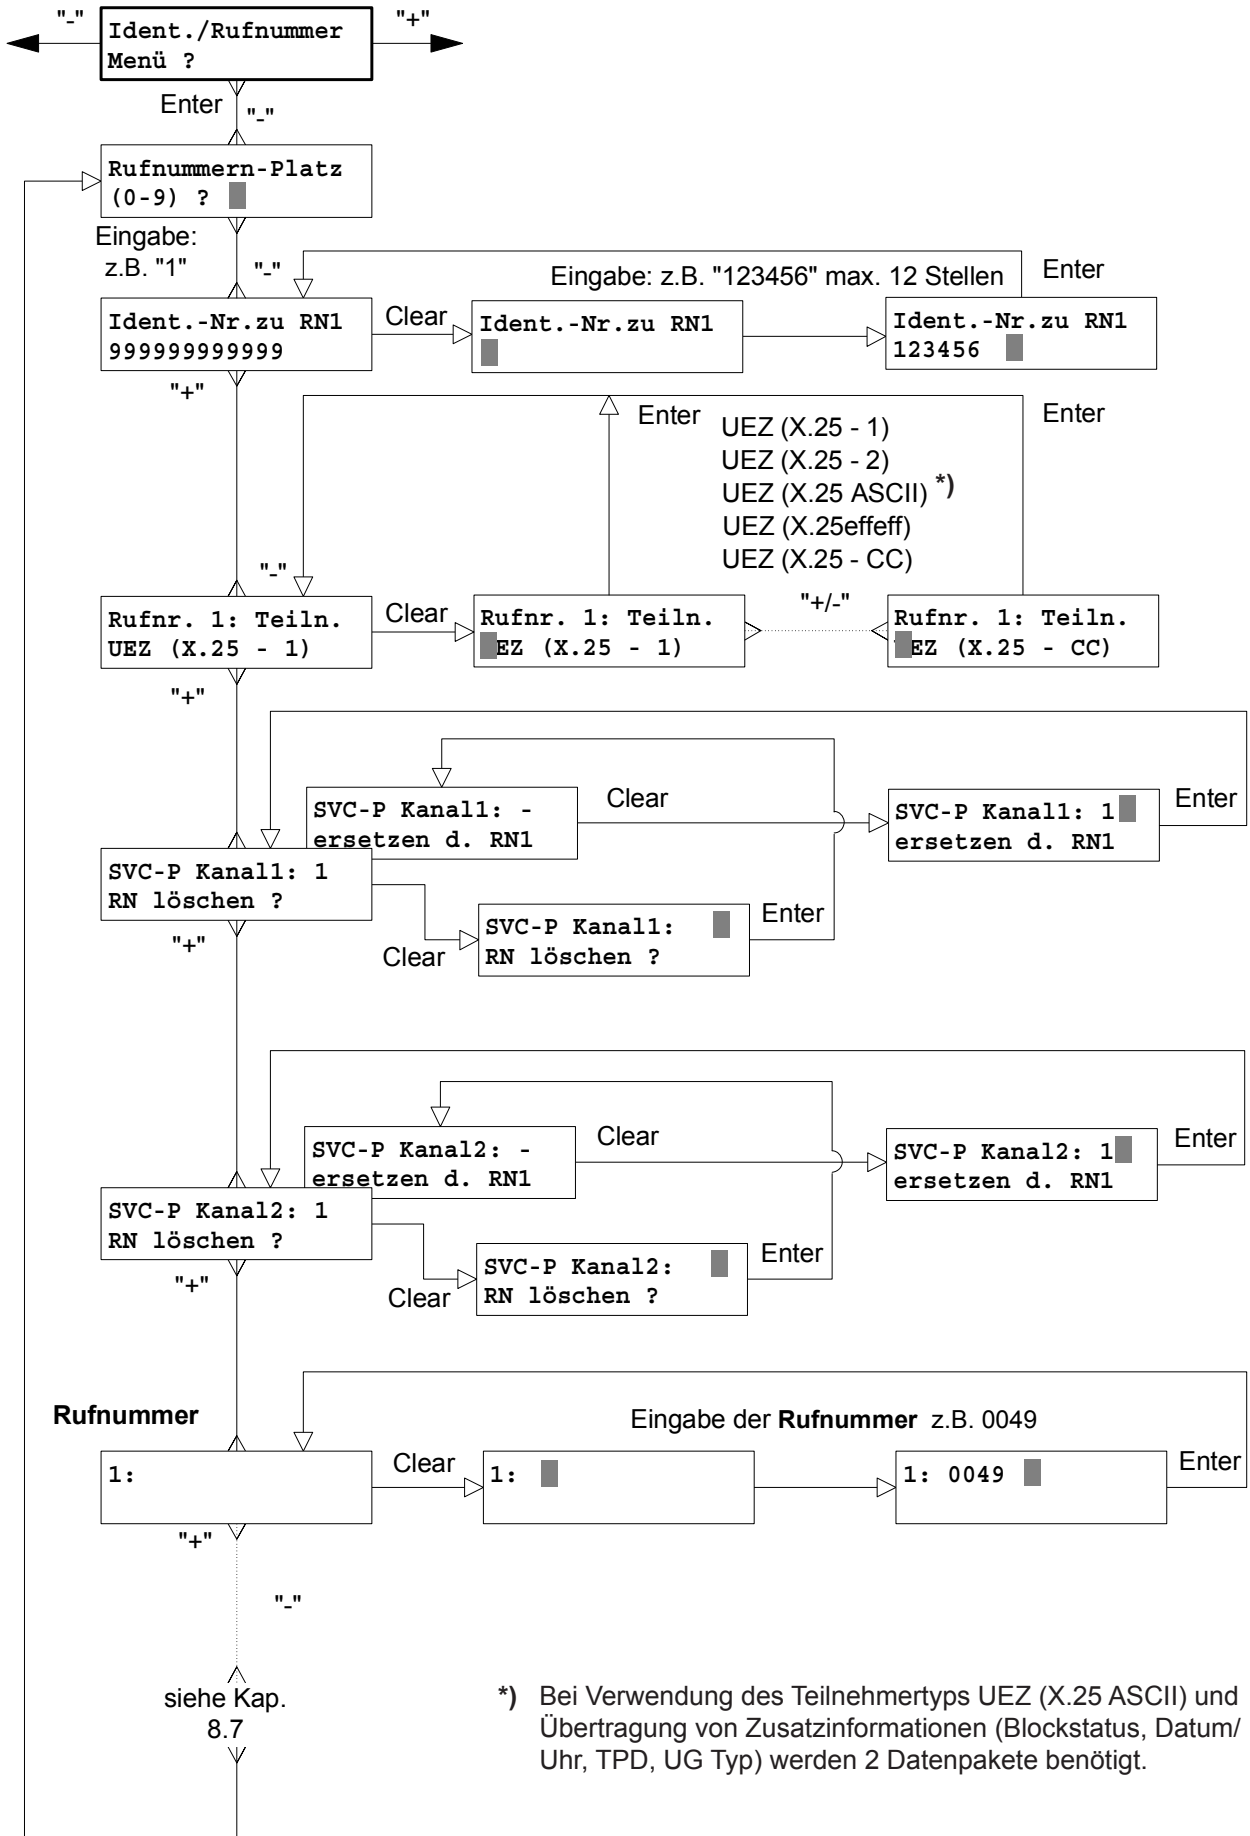 "-"
Ident./Rufnummer
Menü ?
"+"
Enter
"-"
Rufnummern-Platz
(0-9) ?
Eingabe:
z.B. "1"
"-"
Eingabe: z.B. "123456" max. 12 Stellen
Enter
Ident.-Nr.zu RN1
999999999999
Clear
Ident.-Nr.zu RN1
Ident.-Nr.zu RN1
123456
"+"
Enter
UEZ (X.25 - 1)
UEZ (X.25 - 2)
UEZ (X.25 ASCII) *)
UEZ (X.25effeff)
UEZ (X.25 - CC)
Enter
"-"
"+/-"
Rufnr. 1: Teiln.
UEZ (X.25 - 1)
Clear
Rufnr. 1: Teiln.
EZ (X.25 - 1)
Rufnr. 1: Teiln.
EZ (X.25 - CC)
"+"
SVC-P Kanal1: -
ersetzen d. RN1
Clear
SVC-P Kanal1: 1
ersetzen d. RN1
Enter
SVC-P Kanal1: 1
RN löschen ?
"+"
Clear
SVC-P Kanal1:
RN löschen ?
Enter
SVC-P Kanal2: -
ersetzen d. RN1
Clear
SVC-P Kanal2: 1
ersetzen d. RN1
Enter
SVC-P Kanal2: 1
RN löschen ?
"+"
Clear
SVC-P Kanal2:
RN löschen ?
Enter
Rufnummer
Eingabe der Rufnummer z.B. 0049
1:
Clear
1:
1: 0049
Enter
"+"
"-"
siehe Kap.
8.7
*) Bei Verwendung des Teilnehmertyps UEZ (X.25 ASCII) und
Übertragung von Zusatzinformationen (Blockstatus, Datum/
Uhr, TPD, UG Typ) werden 2 Datenpakete benötigt.